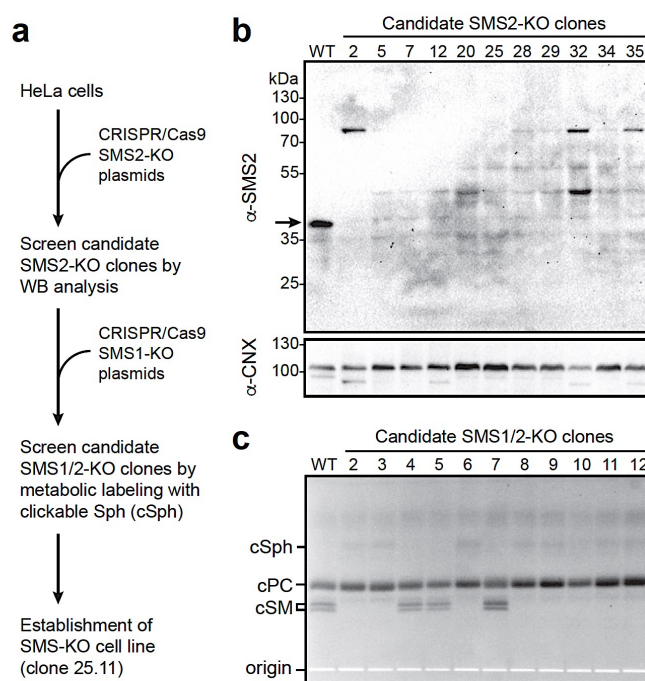 a
HeLa cells
CRISPR/Cas9
SMS2-KO
plasmids
Screen candidate
SMS2-KO clones by
WB analysis
CRISPR/Cas9
SMS1-KO
plasmids
Screen candidate
SMS1/2-KO clones by
metabolic labeling with
clickable Sph (cSph)
Establishment of
SMS-KO cell line
(clone 25.11)
b
Candidate SMS2-KO clones
WT 2 5 7 12 20 25 28 29 32 34 35
kDa
130
100
70
55
35
25
α-SMS2
130
100
α-CNX
c
Candidate SMS1/2-KO clones
WT 2 3 4 5 6 7 8 9 10 11 12
cSph
cPC
cSM
origin